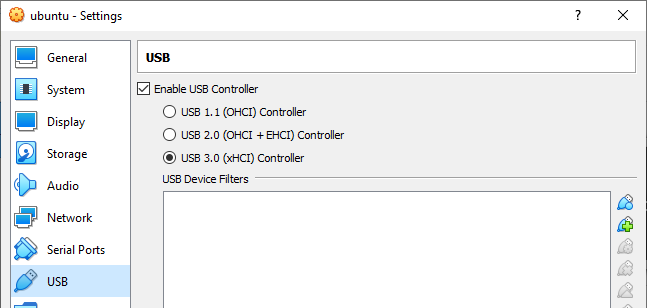 ubuntu - Settings
?
General
System
Display
Storage
Audio
Network
Serial Ports
USB
USB
Enable USB Controller
USB 1.1 (OHCI) Controller
USB 2.0 (OHCI + EHCI) Controller
USB 3.0 (xHCI) Controller
USB Device Filters